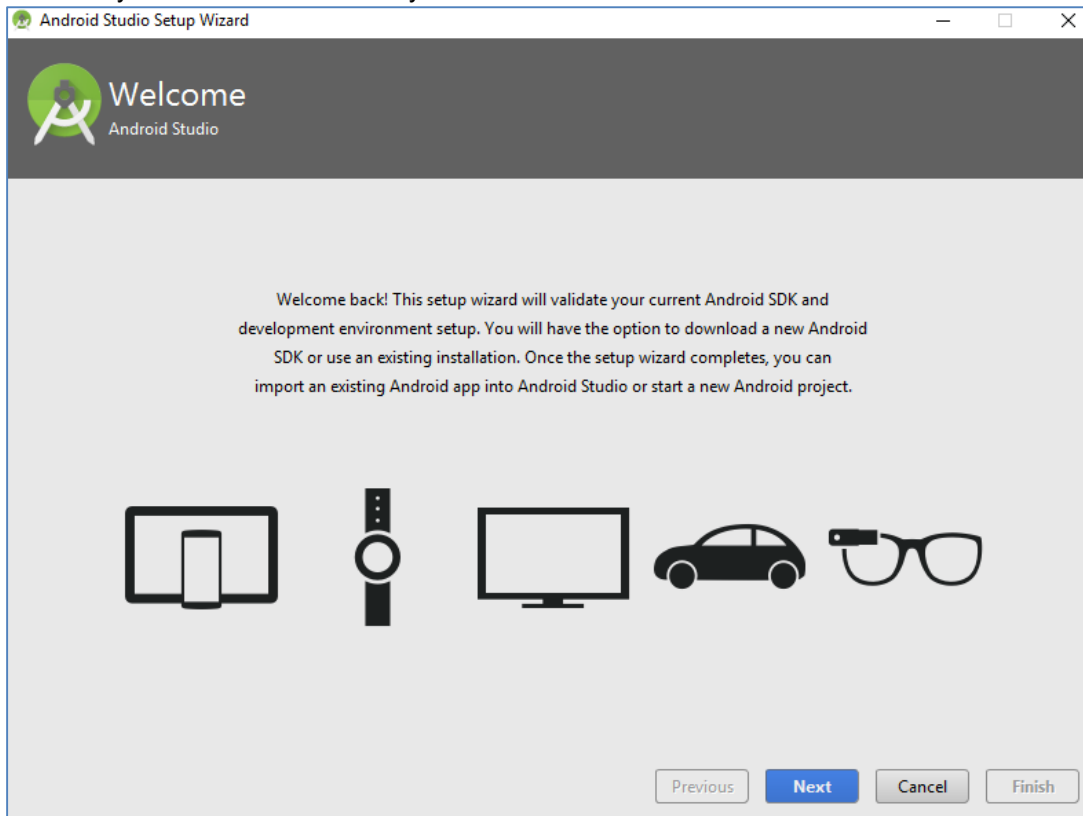 Android Studio Setup Wizard
Welcome
Android Studio
Welcome back! This setup wizard will validate your current Android SDK and
development environment setup. You will have the option to download a new Android
SDK or use an existing installation. Once the setup wizard completes, you can
import an existing Android app into Android Studio or start a new Android project.
Previous Next Cancel Finish